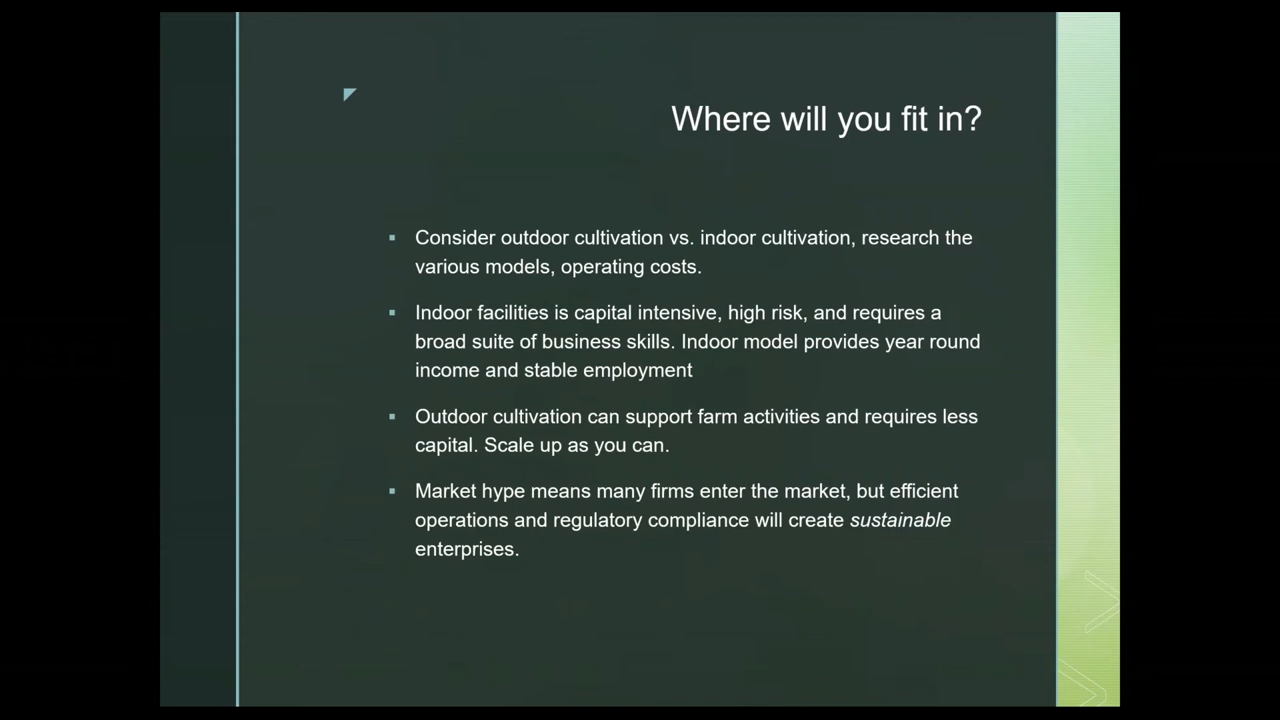 Where will you fit in?
Consider outdoor cultivation vs. indoor cultivation, research the
various models, operating costs.
Indoor facilities is capital intensive, high risk, and requires a
broad suite of business skills. Indoor model provides year round
income and stable employment
Outdoor cultivation can support farm activities and requires less
capital. Scale up as you can.
Market hype means many firms enter the market, but efficient
operations and regulatory compliance will create sustainable
enterprises.